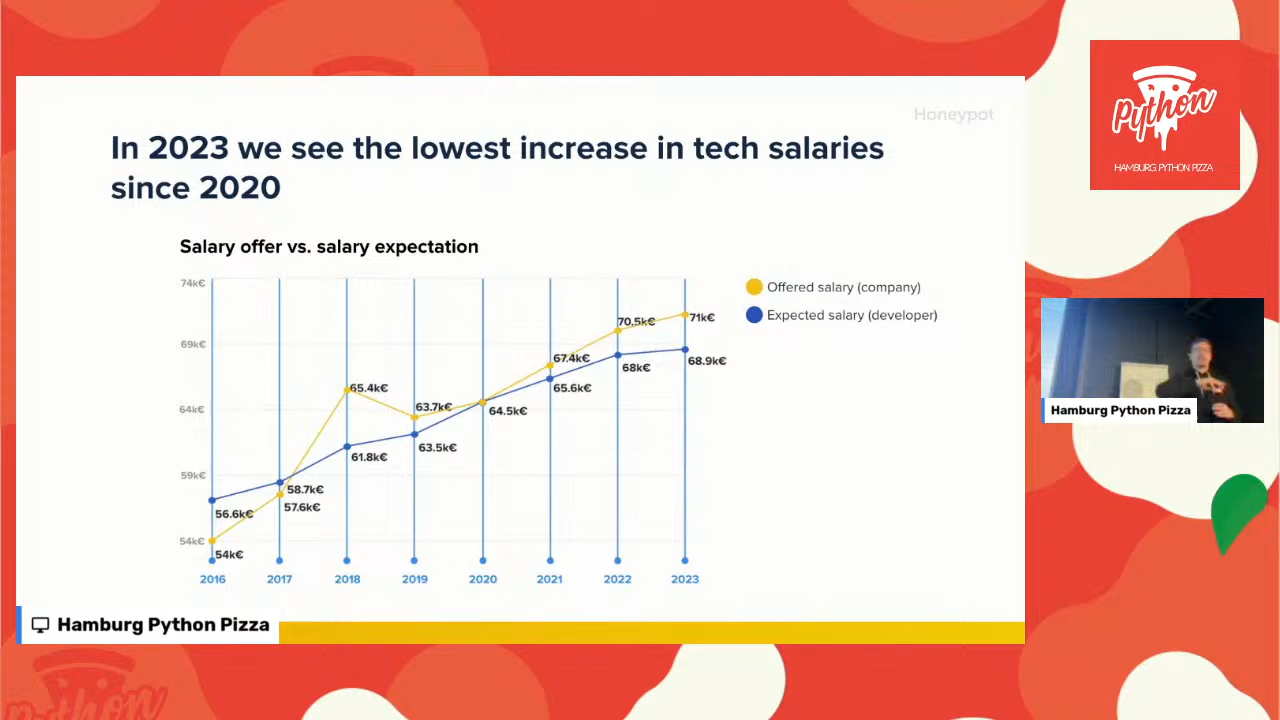 Honeypot
In 2023 we see the lowest increase in tech salaries
since 2020
Salary offer vs. salary expectation
74k€
69k€
64k€
59k€
54k€
Offered salary (company)
Expected salary (developer)
54k€
56.6k€
57.6k€
58.7k€
65.4k€
61.8k€
63.7k€
63.5k€
64.5k€
67.4k€
65.6k€
70.5k€
68k€
71k€
68.9k€
2016 2017 2018 2019 2020 2021 2022 2023
Hamburg Python Pizza
Python
HAMBURG PYTHON PIZZA
Hamburg Python Pizza
Python